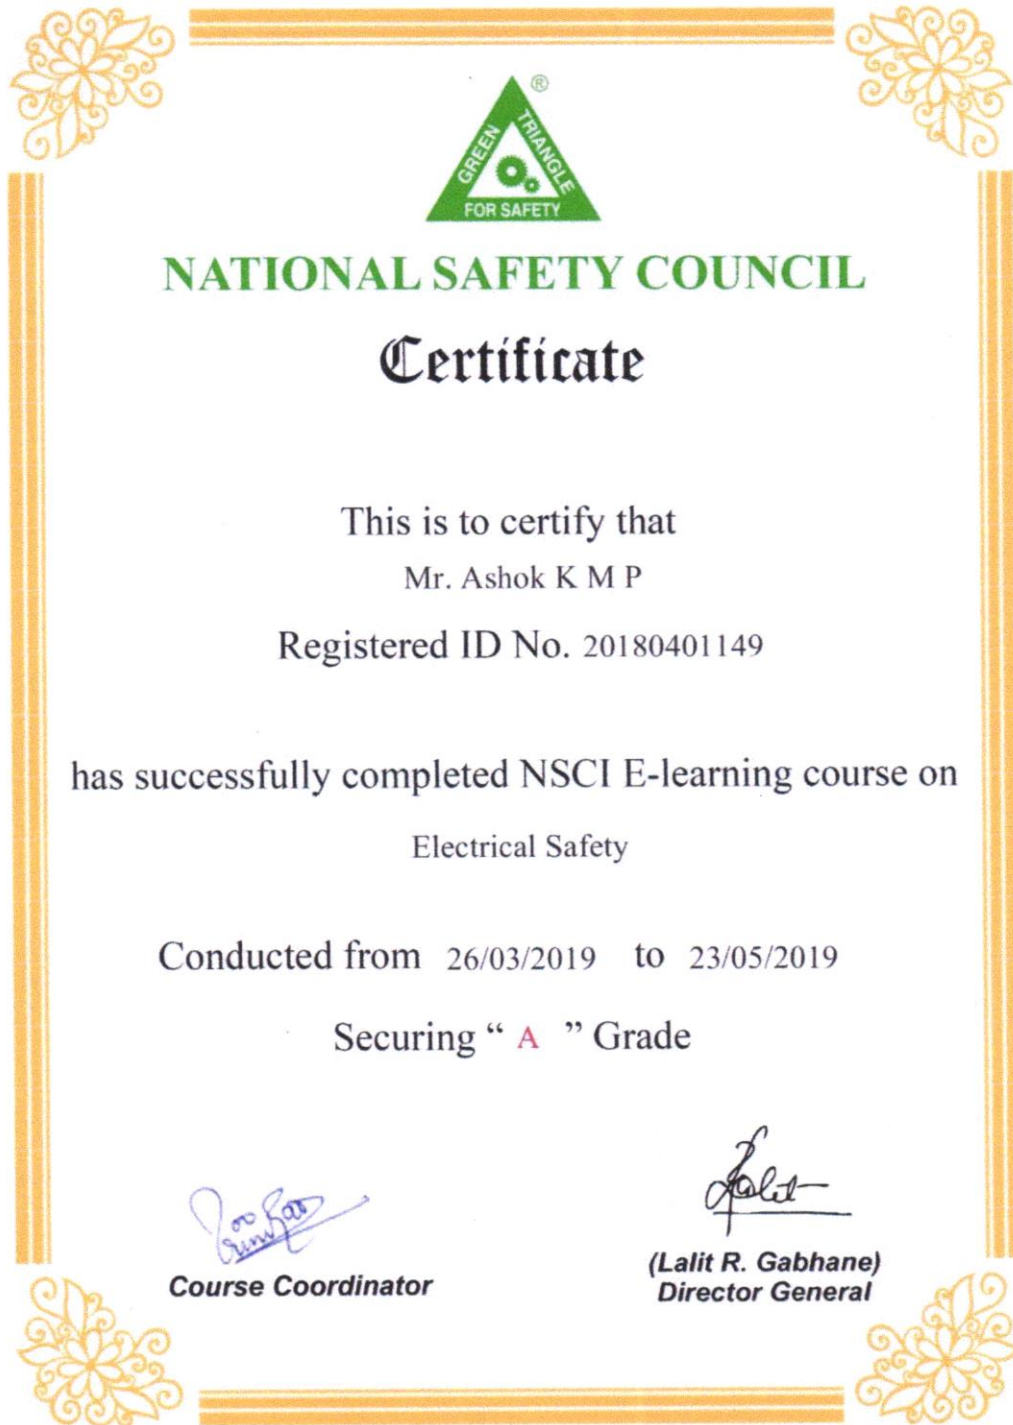 ®
GREEN TRIANGLE
FOR SAFETY
NATIONAL SAFETY COUNCIL
Certificate
This is to certify that
Mr. Ashok K M P
Registered ID No. 20180401149
has successfully completed NSCI E-learning course on
Electrical Safety
Conducted from 26/03/2019 to 23/05/2019
Securing “ A ” Grade
Lalit
Course Coordinator
(Lalit R. Gabhane)
Director General